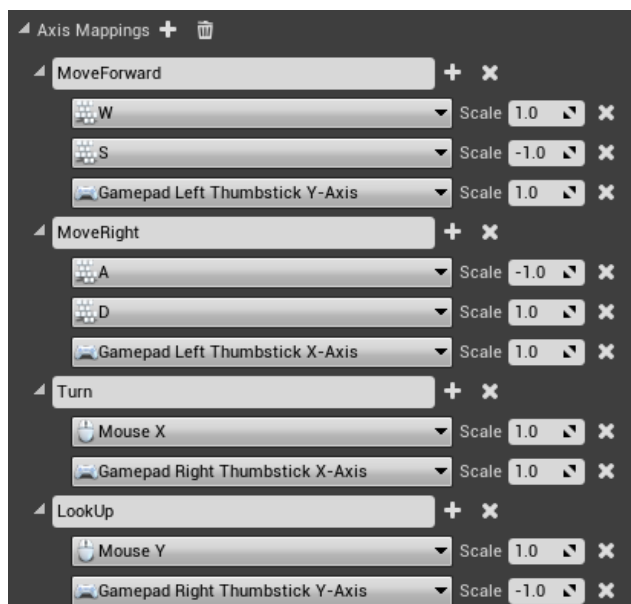 Axis Mappings
MoveForward
W Scale 1.0
S Scale -1.0
Gamepad Left Thumbstick Y-Axis Scale 1.0
MoveRight
A Scale -1.0
D Scale 1.0
Gamepad Left Thumbstick X-Axis Scale 1.0
Turn
Mouse X Scale 1.0
Gamepad Right Thumbstick X-Axis Scale 1.0
LookUp
Mouse Y Scale 1.0
Gamepad Right Thumbstick Y-Axis Scale -1.0